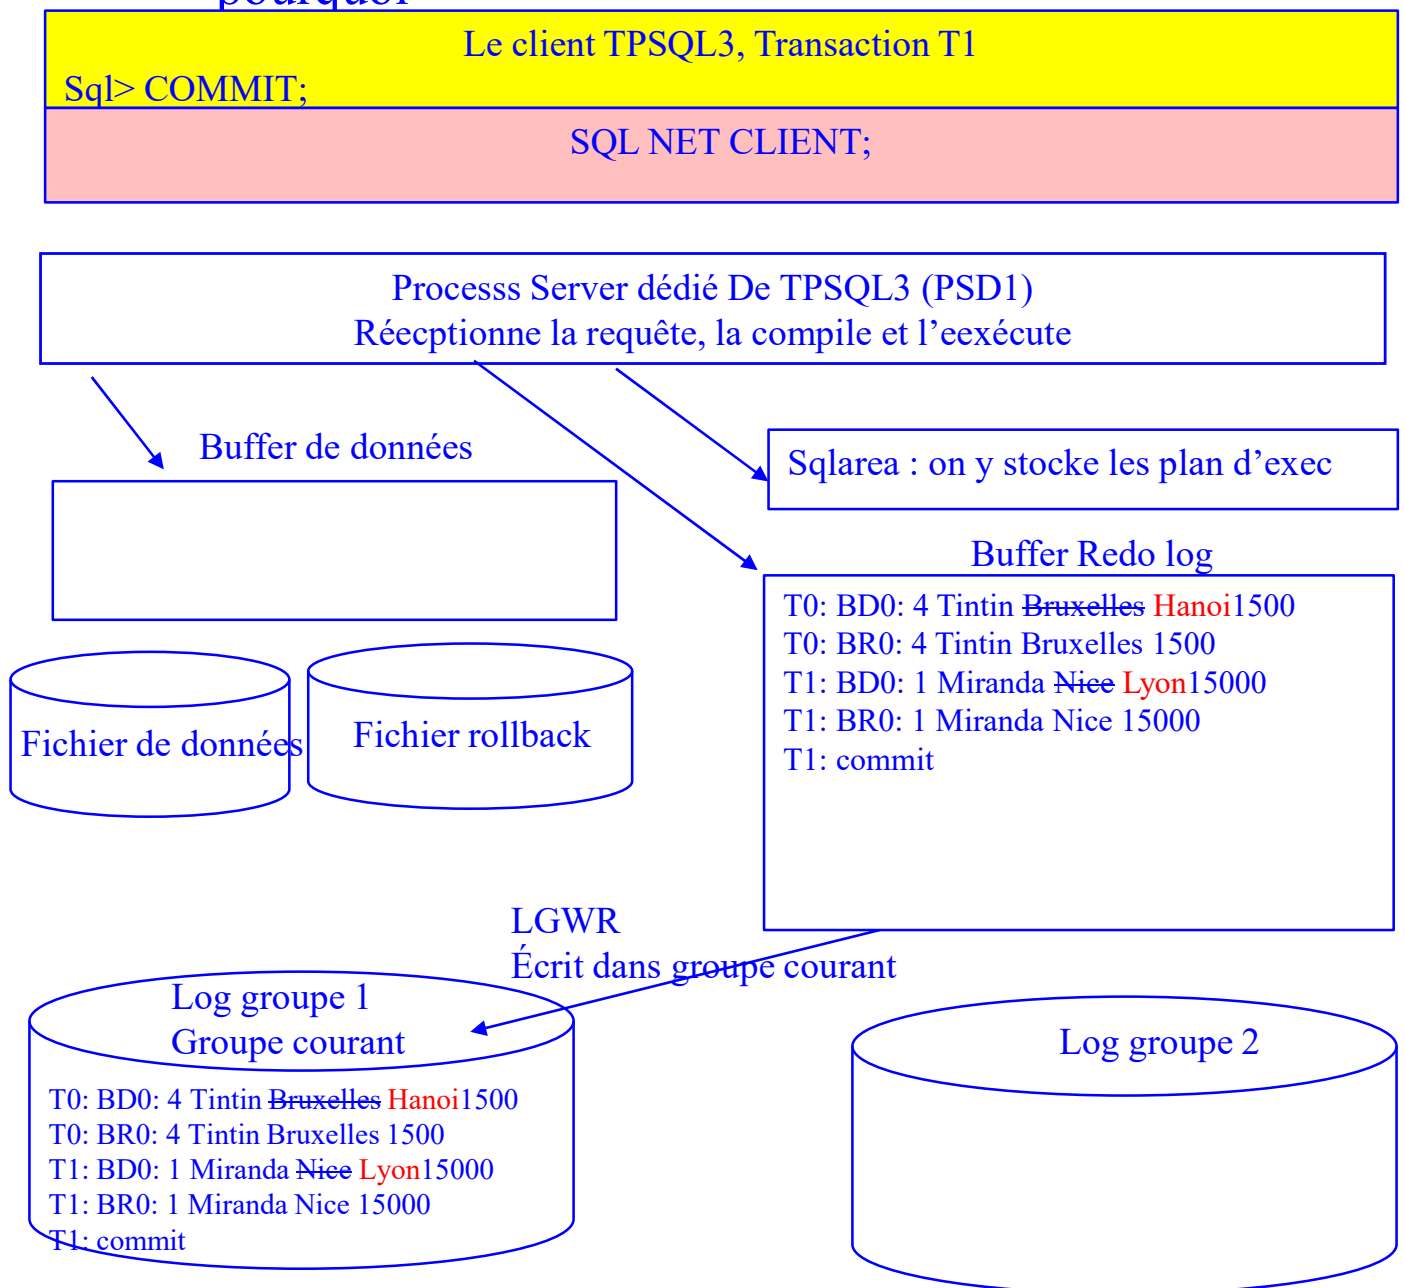 pourquoi
Le client TPSQL3, Transaction T1
Sql> COMMIT;
SQL NET CLIENT;
Processs Server dédié De TPSQL3 (PSD1)
Réecptionne la requête, la compile et l’eexécute
Buffer de données
Sqlarea : on y stocke les plan d’exec
Buffer Redo log
T0: BD0: 4 Tintin Bruxelles Hanoi1500
T0: BR0: 4 Tintin Bruxelles 1500
T1: BD0: 1 Miranda Nice Lyon15000
T1: BR0: 1 Miranda Nice 15000
T1: commit
Fichier de données
Fichier rollback
LGWR
Écrit dans groupe courant
Log groupe 1
Groupe courant
T0: BD0: 4 Tintin Bruxelles Hanoi1500
T0: BR0: 4 Tintin Bruxelles 1500
T1: BD0: 1 Miranda Nice Lyon15000
T1: BR0: 1 Miranda Nice 15000
T1: commit
Log groupe 2